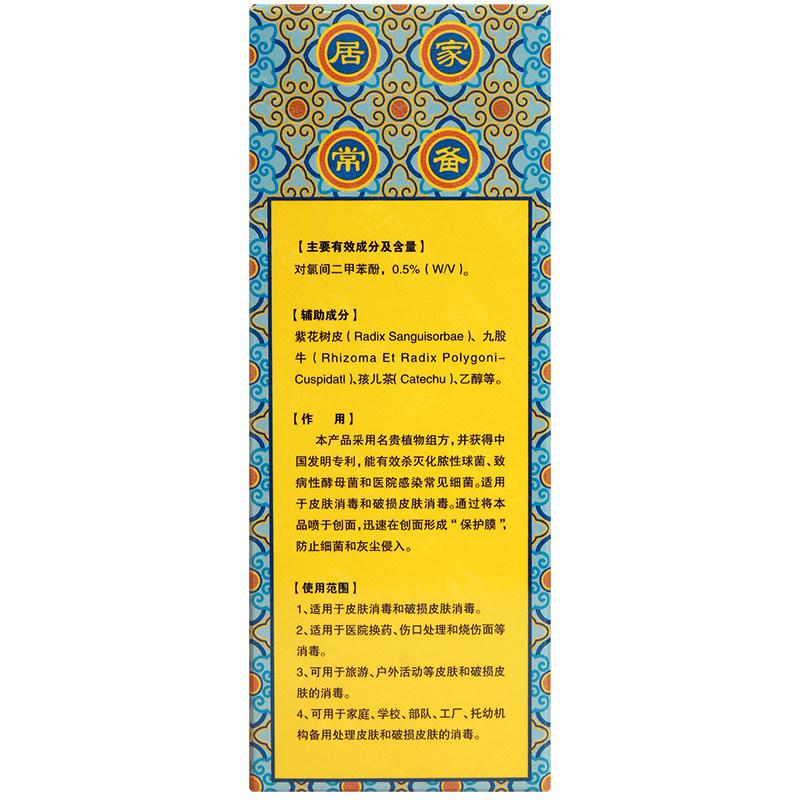 居家
常备
【主要有效成分及含量】
对氯间二甲苯酚，0.5%（W/V）。
【辅助成分】
紫花树皮（Radix Sanguisorbae）、九股
牛（Rhizoma Et Radix Polygoni-
Cuspidatl）、孩儿茶（Catechu）、乙醇等。
【作 用】
本产品采用名贵植物组方，并获得中
国发明专利，能有效杀灭化脓性球菌、致
病性酵母菌和医院感染常见细菌。适用
于皮肤消毒和破损皮肤消毒。通过将本
品喷于创面，迅速在创面形成“保护膜”，
防止细菌和灰尘侵入。
【使用范围】
1、适用于皮肤消毒和破损皮肤消毒。
2、适用于医院换药、伤口处理和烧伤面等
消毒。
3、可用于旅游、户外活动等皮肤和破损皮
肤的消毒。
4、可用于家庭、学校、部队、工厂、托幼机
构备用处理皮肤和破损皮肤的消毒。